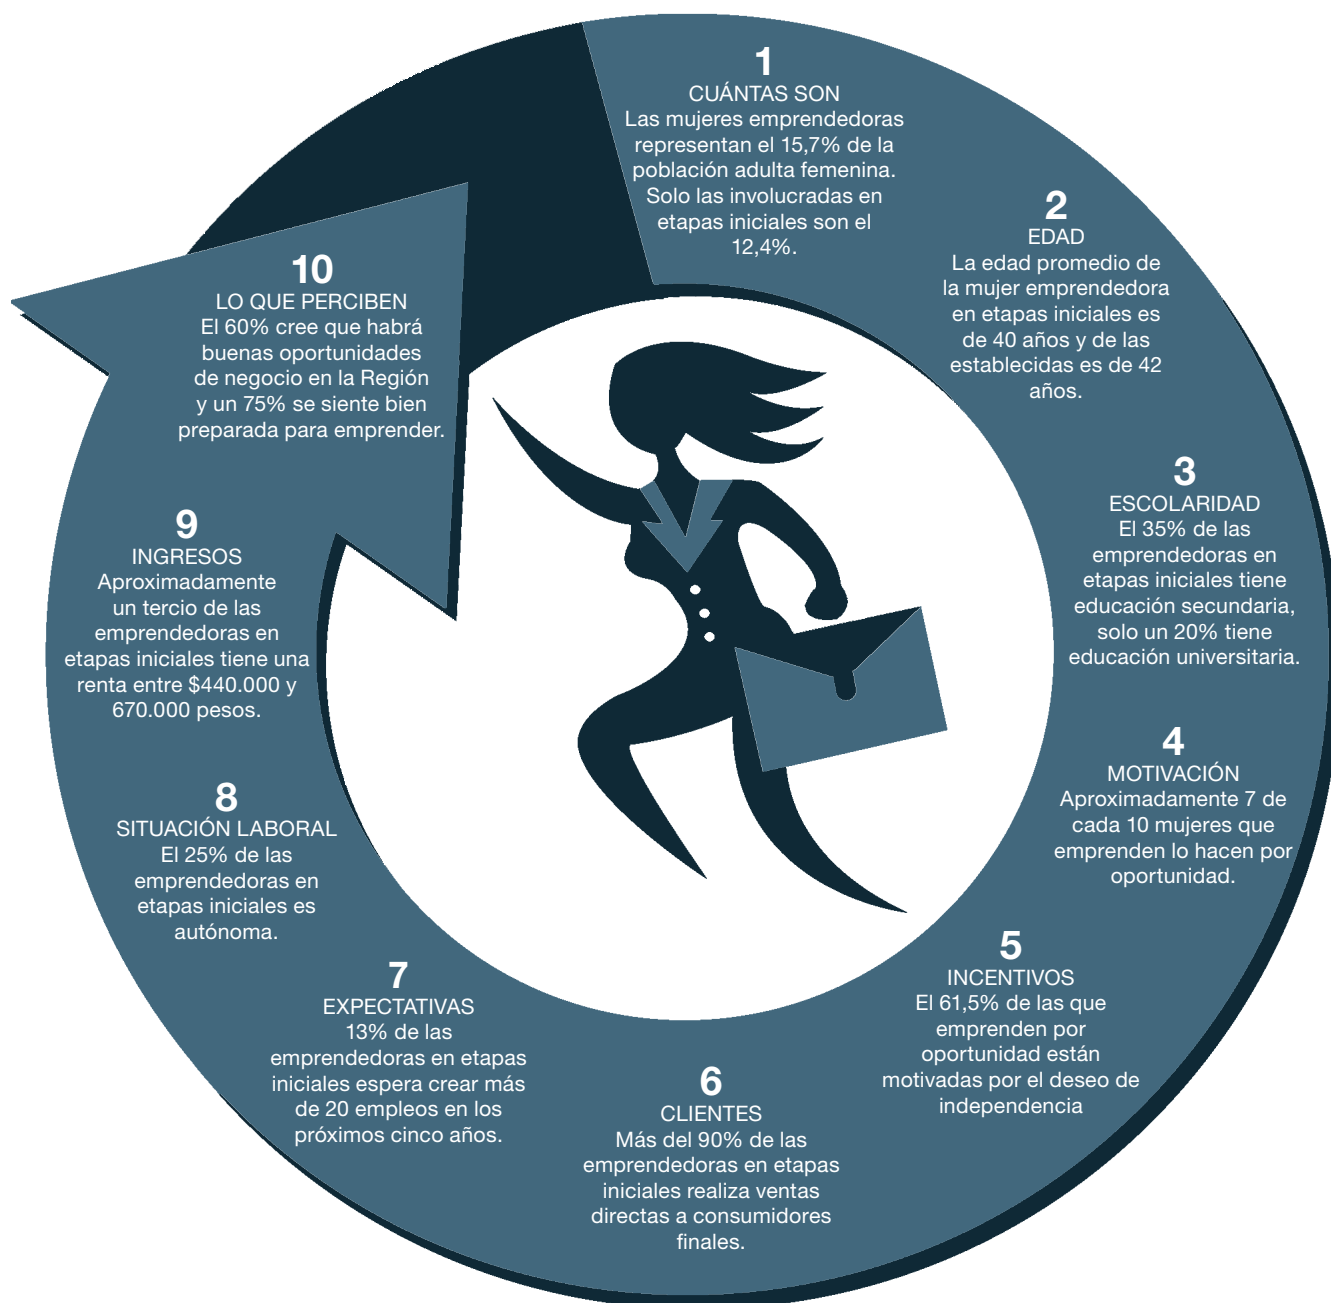 1
CUÁNTAS SON
Las mujeres emprendedoras
representan el 15,7% de la
población adulta femenina.
Solo las involucradas en
etapas iniciales son el
12,4%.
2
EDAD
La edad promedio de
la mujer emprendedora
en etapas iniciales es
de 40 años y de las
establecidas es de 42
años.
3
ESCOLARIDAD
El 35% de las
emprendedoras en
etapas iniciales tiene
educación secundaria,
solo un 20% tiene
educación universitaria.
4
MOTIVACIÓN
Aproximadamente 7 de
cada 10 mujeres que
emprenden lo hacen por
oportunidad.
5
INCENTIVOS
El 61,5% de las que
emprenden por
oportunidad están
motivadas por el deseo de
independencia
6
CLIENTES
Más del 90% de las
emprendedoras en etapas
iniciales realiza ventas
directas a consumidores
finales.
7
EXPECTATIVAS
13% de las
emprendedoras en etapas
iniciales espera crear más
de 20 empleos en los
próximos cinco años.
8
SITUACIÓN LABORAL
El 25% de las
emprendedoras en
etapas iniciales es
autónoma.
9
INGRESOS
Aproximadamente
un tercio de las
emprendedoras en
etapas iniciales tiene una
renta entre $440.000 y
670.000 pesos.
10
LO QUE PERCIBEN
El 60% cree que habrá
buenas oportunidades
de negocio en la Región
y un 75% se siente bien
preparada para emprender.